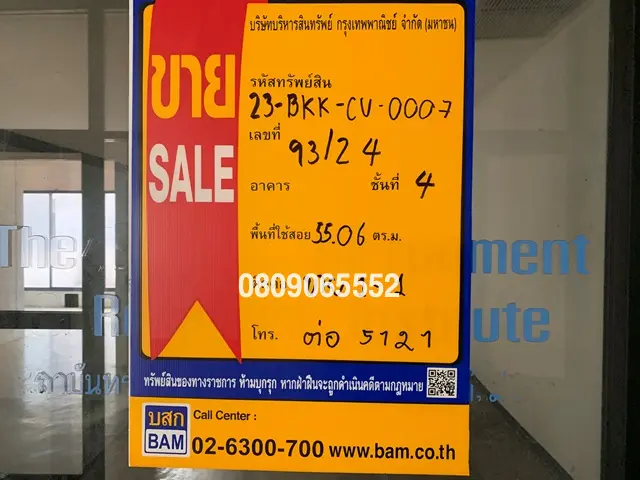 บริษัทบริหารสินทรัพย์ กรุงเทพพาณิชย์ จำกัด (มหาชน)
ขาย
SALE
รหัสทรัพย์สิน
23-BKK-CV-0007
เลขที่ 93/24
อาคาร ชั้นที่ 4
พื้นที่ใช้สอย 55.06 ตร.ม.
0809065552
โทร. ต่อ 5121
ทรัพย์สินของทางราชการ ห้ามบุกรุก หากฝ่าฝืนจะถูกดำเนินคดีตามกฎหมาย
บสก
BAM
Call Center :
02-6300-700 www.bam.co.th
The